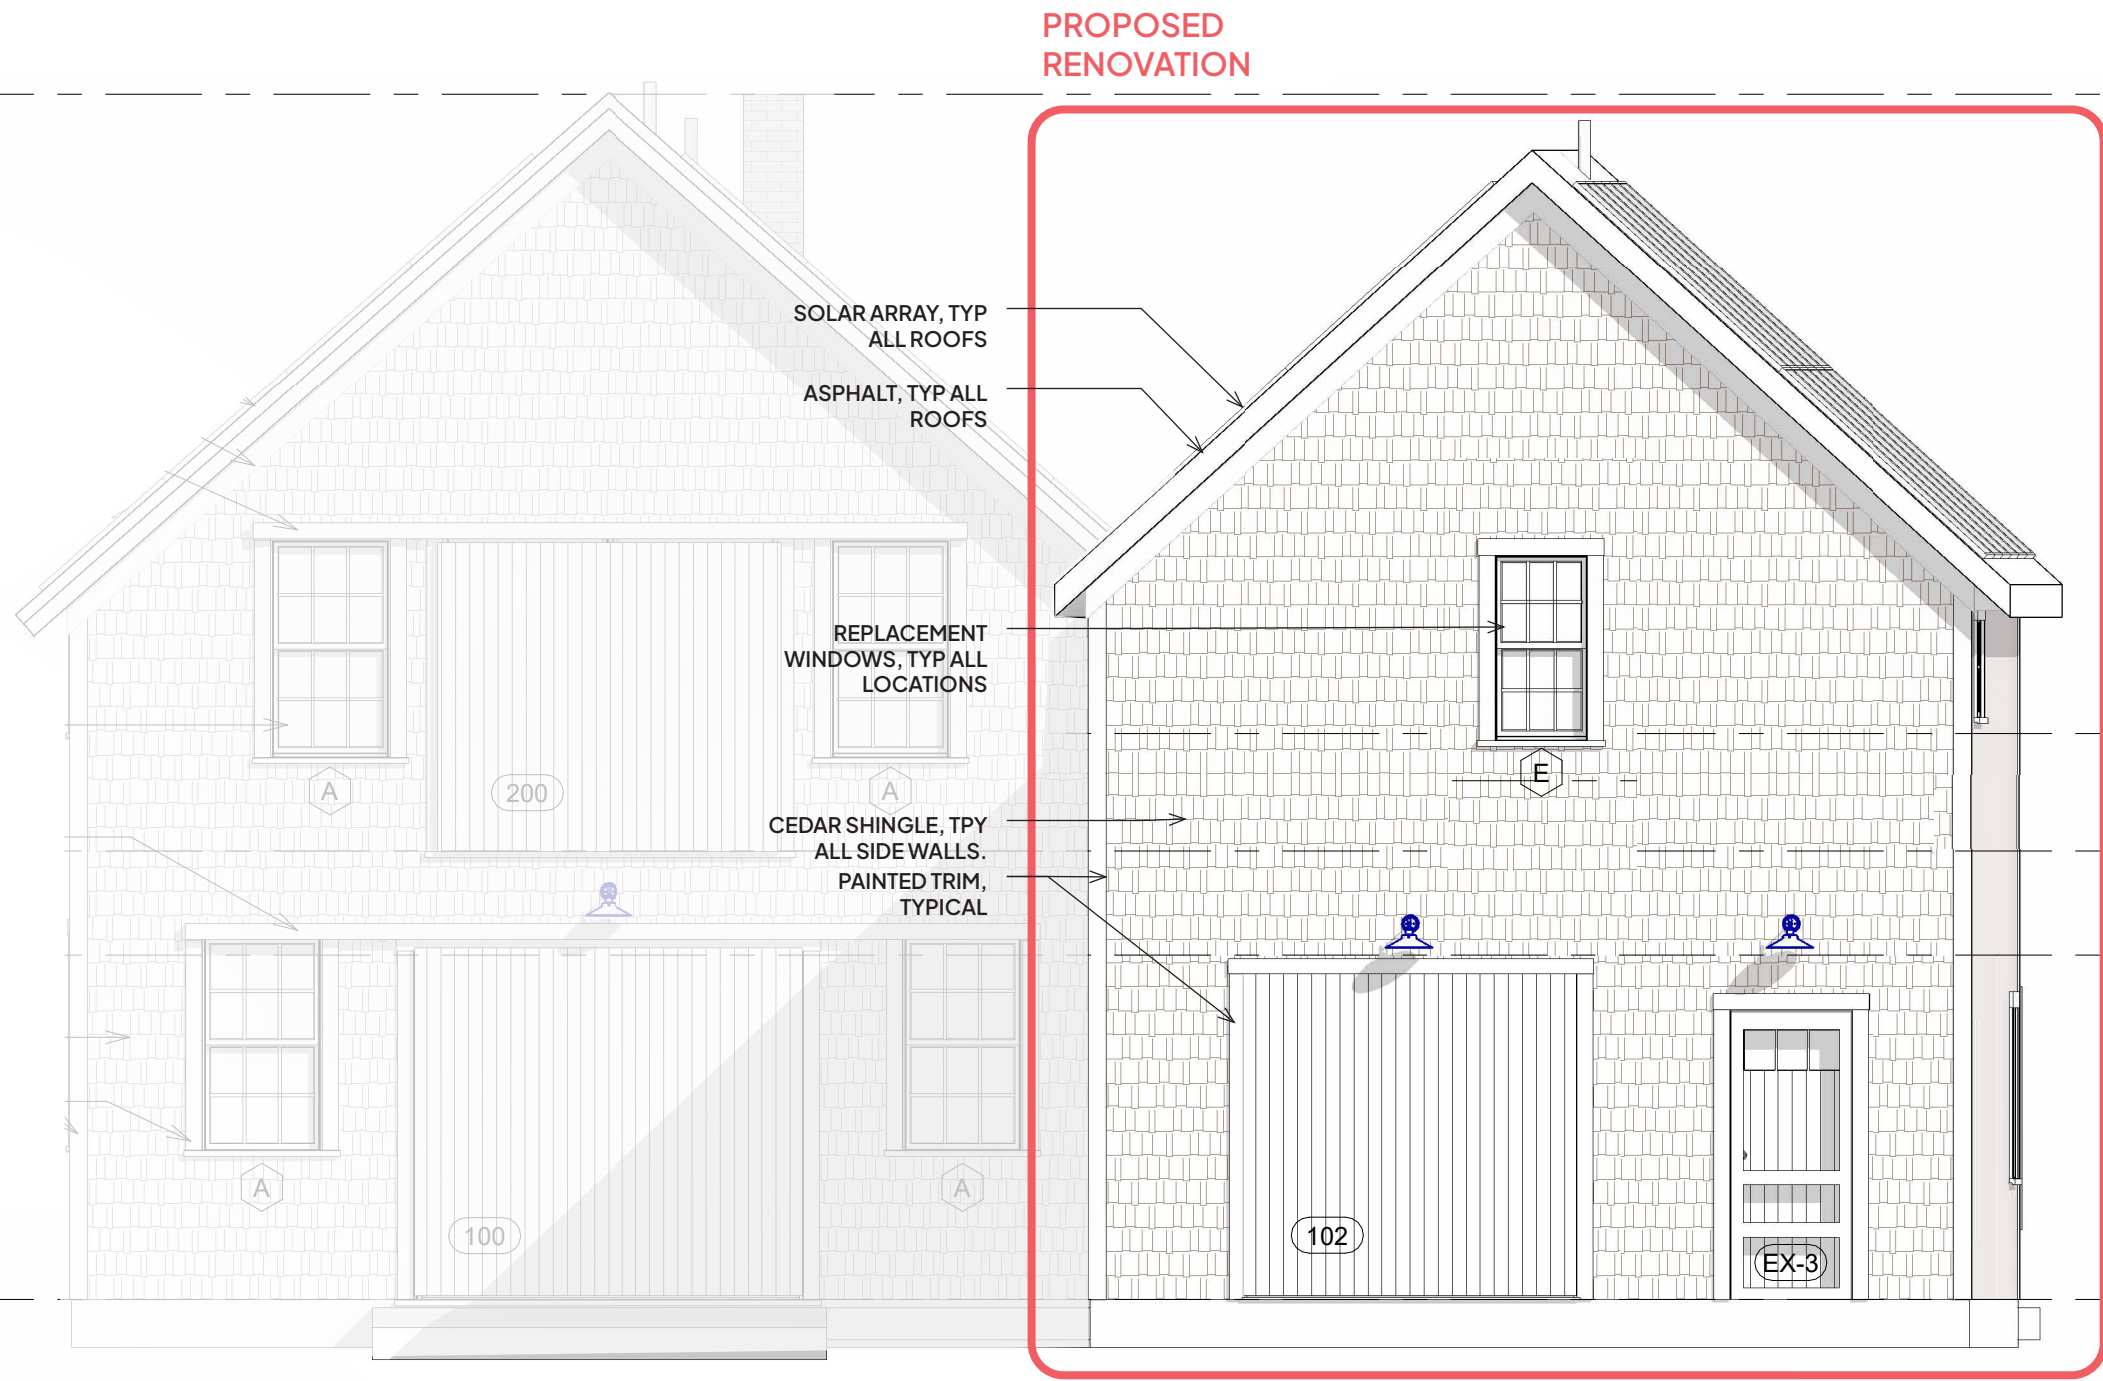 PROPOSED
RENOVATION
SOLAR ARRAY, TYP
ALL ROOFS
ASPHALT, TYP ALL
ROOFS
REPLACEMENT
WINDOWS, TYP ALL
LOCATIONS
A
200
A
E
CEDAR SHINGLE, TPY
ALL SIDE WALLS.
PAINTED TRIM,
TYPICAL
A
100
A
102
EX-3